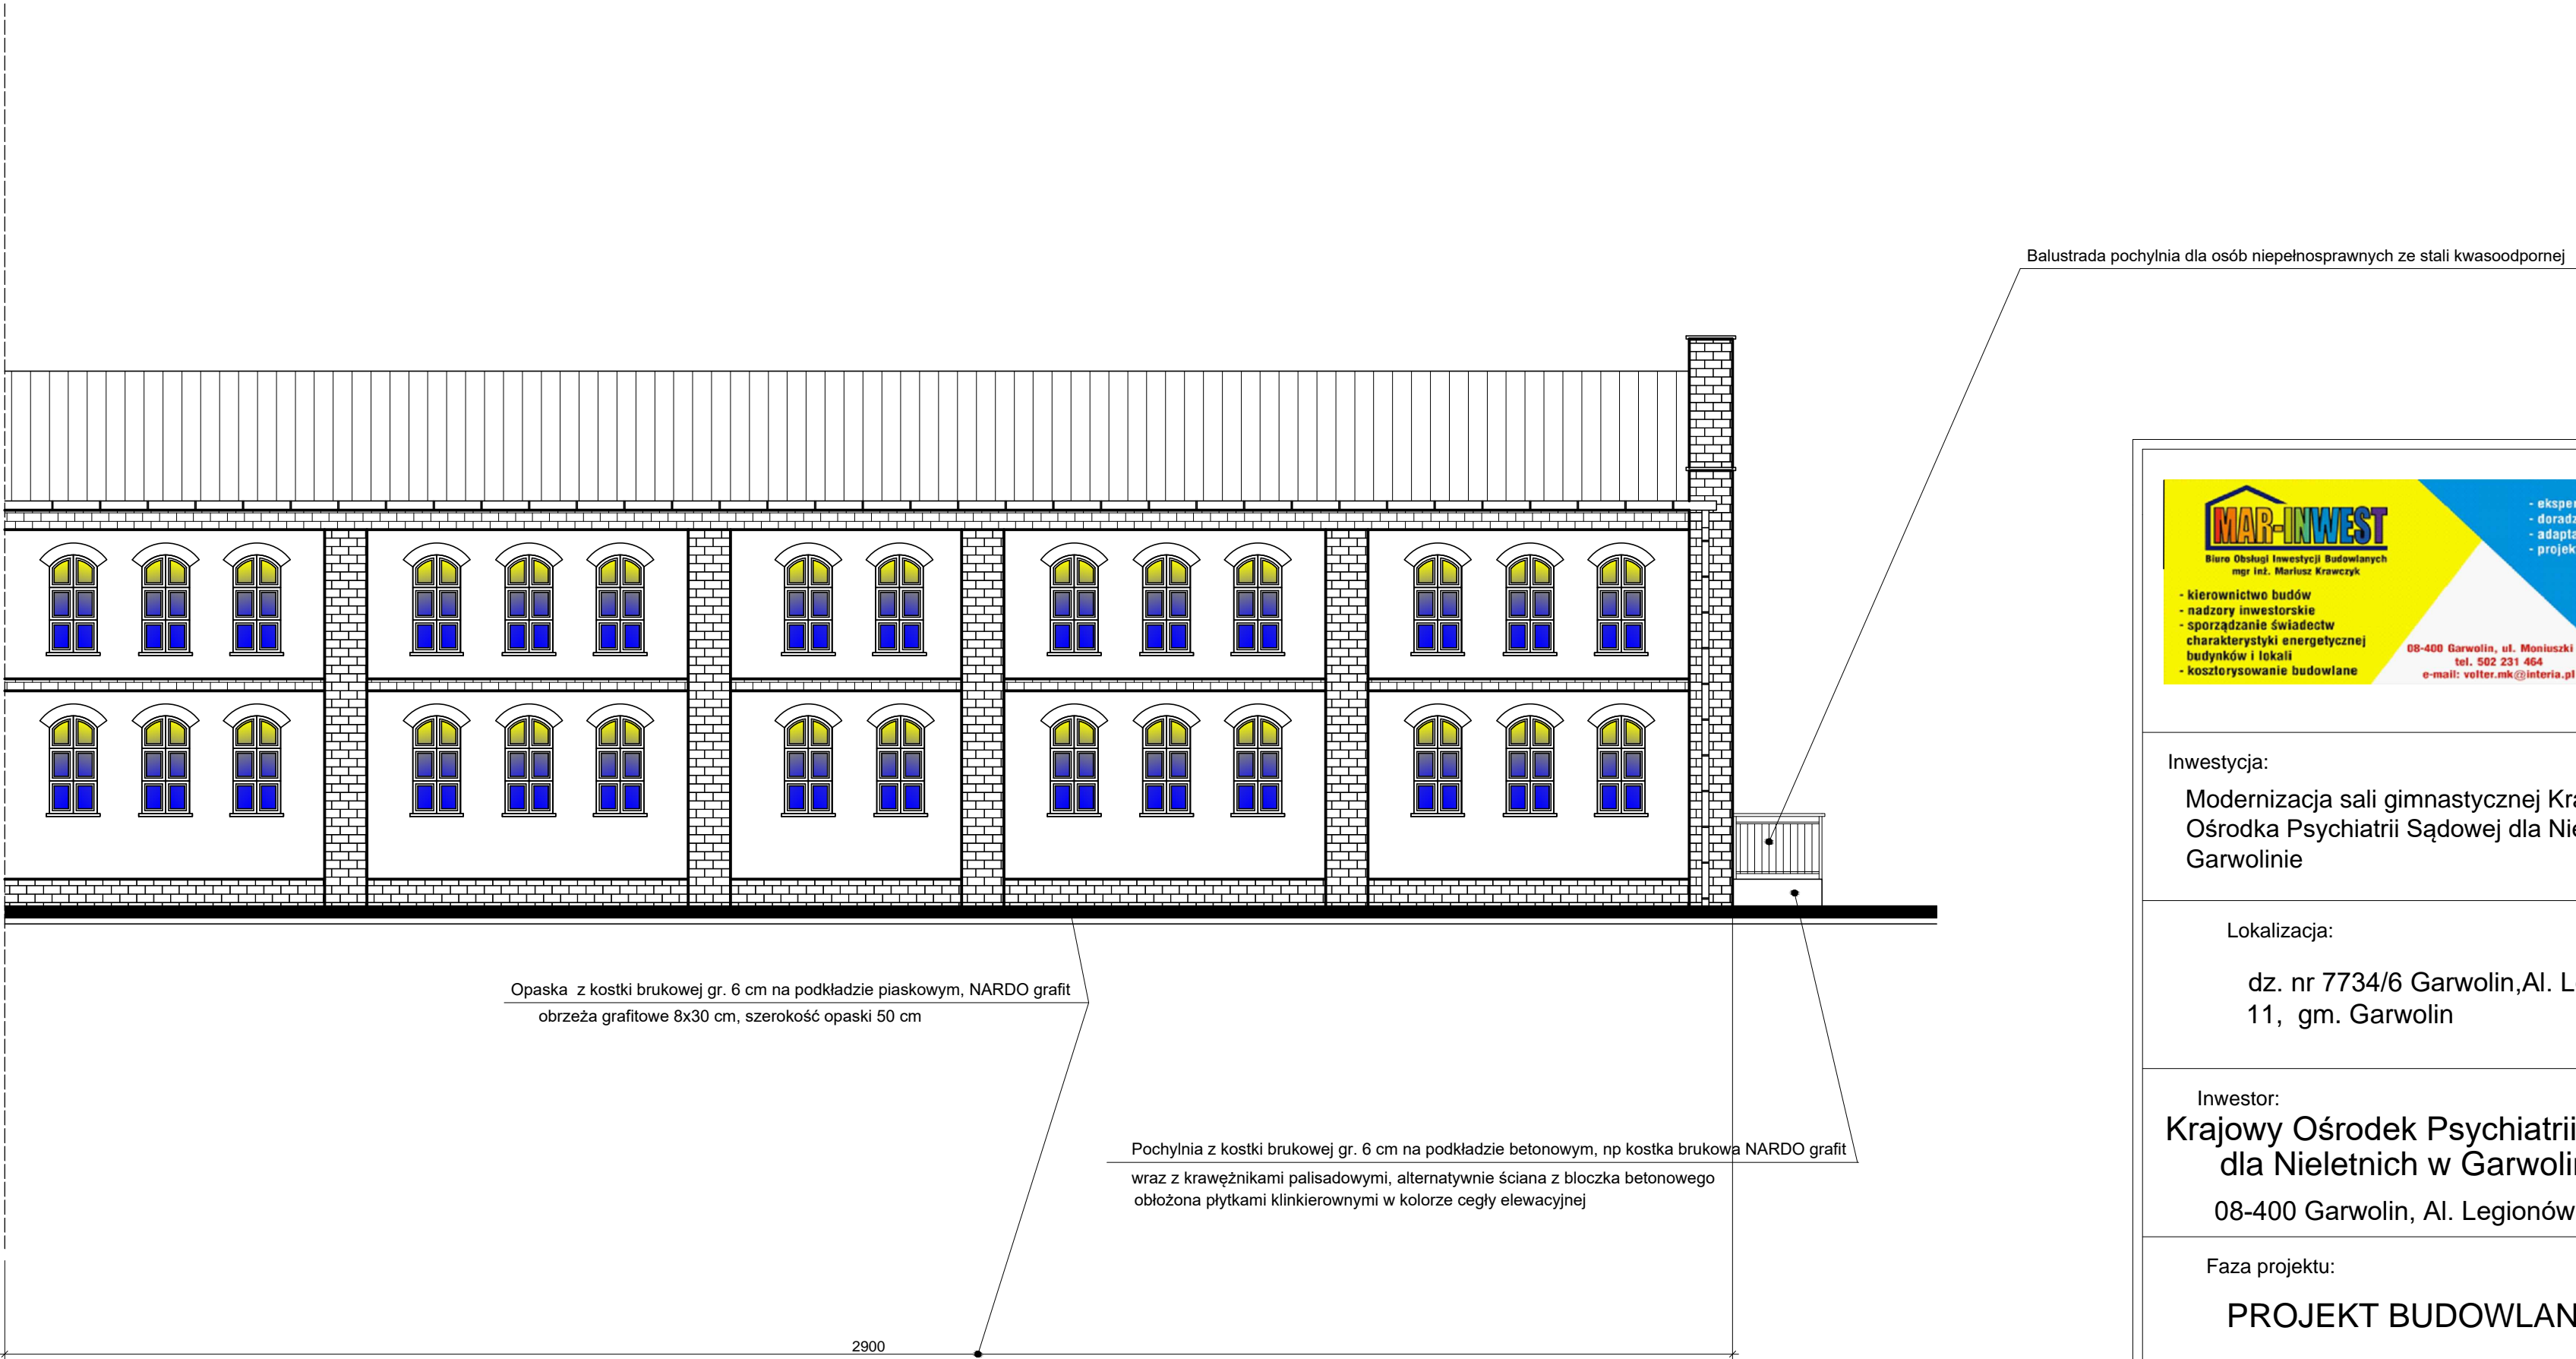 Balustrada pochylnia dla osób niepełnosprawnych ze stali kwasoodpornej
Opaska z kostki brukowej gr. 6 cm na podkładzie piaskowym, NARDO grafit
obrzeża grafitowe 8x30 cm, szerokość opaski 50 cm
Pochylnia z kostki brukowej gr. 6 cm na podkładzie betonowym, np kostka brukowa NARDO grafit
wraz z krawężnikami palisadowymi, alternatywnie ściana z bloczka betonowego
obłożona płytkami klinkierownymi w kolorze cegły elewacyjnej
2900
MAR-INWEST
Biuro Obsługi Inwestycji Budowlanych
mgr inż. Mariusz Krawczyk
- kierownictwo budów
- nadzory inwestorskie
- sporządzanie świadectw
charakterystyki energetycznej
budynków i lokali
- kosztorysowanie budowlane
- eksper
- doradz
- adapta
- projek
08-400 Garwolin, ul. Moniuszki
tel. 502 231 464
e-mail: volter.mk@interia.pl
Inwestycja:
Modernizacja sali gimnastycznej Kra
Ośrodka Psychiatrii Sądowej dla Nie
Garwolinie
Lokalizacja:
dz. nr 7734/6 Garwolin,Al. L
11, gm. Garwolin
Inwestor:
Krajowy Ośrodek Psychiatrii
dla Nieletnich w Garwoli
08-400 Garwolin, Al. Legionów
Faza projektu:
PROJEKT BUDOWLAN